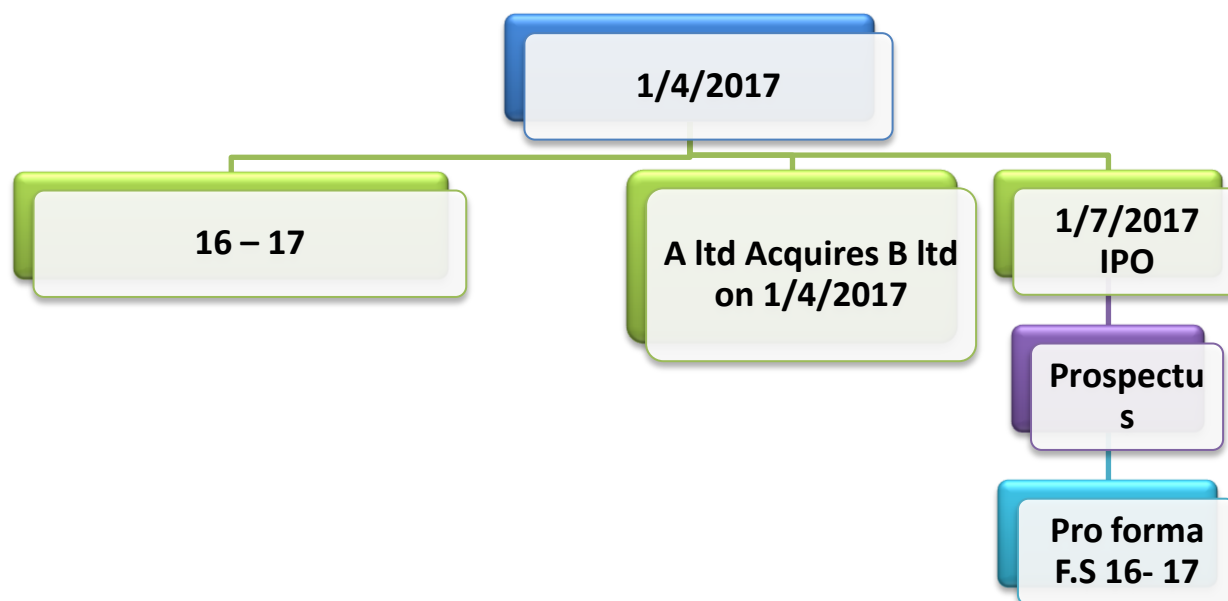 1/4/2017
16 – 17
A ltd Acquires B ltd
on 1/4/2017
1/7/2017
IPO
Prospectu
s
Pro forma
F.S 16- 17